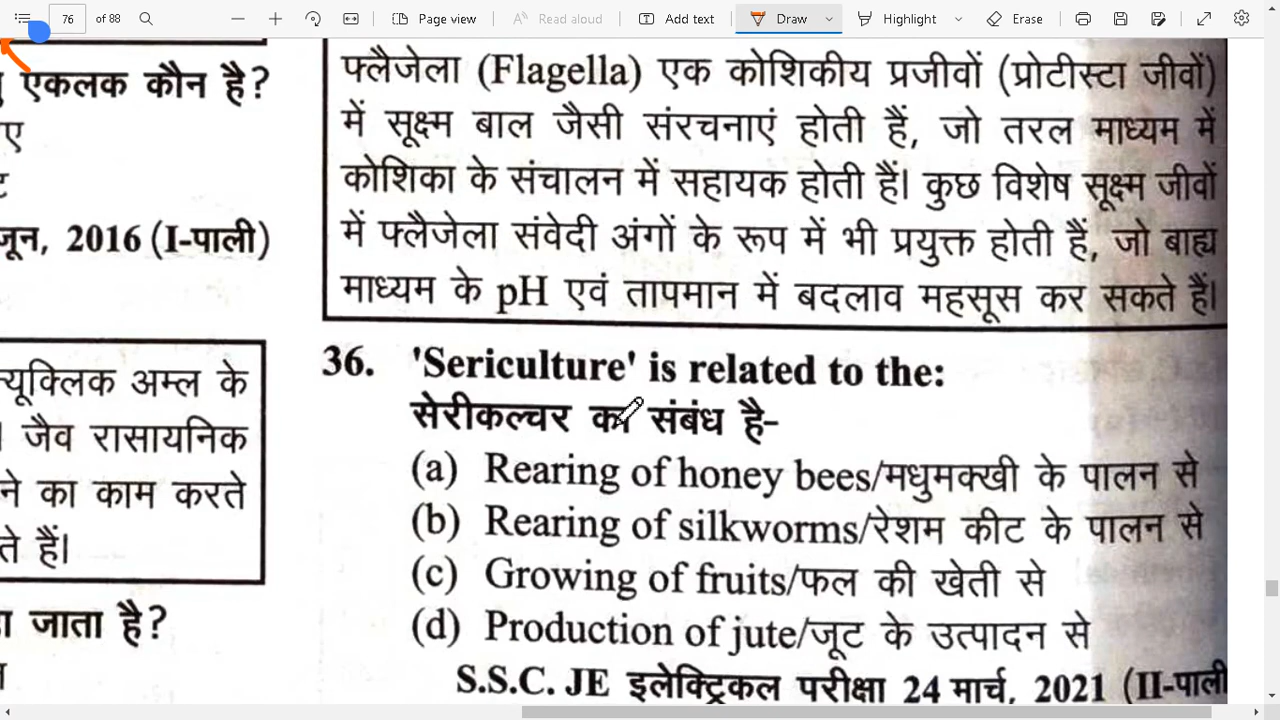 76 of 88
Page view
Read aloud
Add text
Draw
Highlight
Erase
एकलक कौन है?
जून, 2016 (I-पाली)
न्यूक्लिक अम्ल के
जैव रासायनिक
ने का काम करते
ते हैं।
जाता है?
फ्लैजेला (Flagella) एक कोशिकीय प्रजीवों (प्रोटीस्टा जीवों)
में सूक्ष्म बाल जैसी संरचनाएं होती हैं, जो तरल माध्यम में
कोशिका के संचालन में सहायक होती हैं। कुछ विशेष सूक्ष्म जीवों
में फ्लैजेला संवेदी अंगों के रूप में भी प्रयुक्त होती हैं, जो बाह्य
माध्यम के pH एवं तापमान में बदलाव महसूस कर सकते हैं।
36. 'Sericulture' is related to the:
सेरीकल्चर का संबंध है-
(a) Rearing of honey bees/मधुमक्खी के पालन से
(b) Rearing of silkworms/रेशम कीट के पालन से
(c) Growing of fruits/फल की खेती से
(d) Production of jute/जूट के उत्पादन से
S.S.C. JE इलेक्ट्रिकल परीक्षा 24 मार्च, 2021 (II-पाली